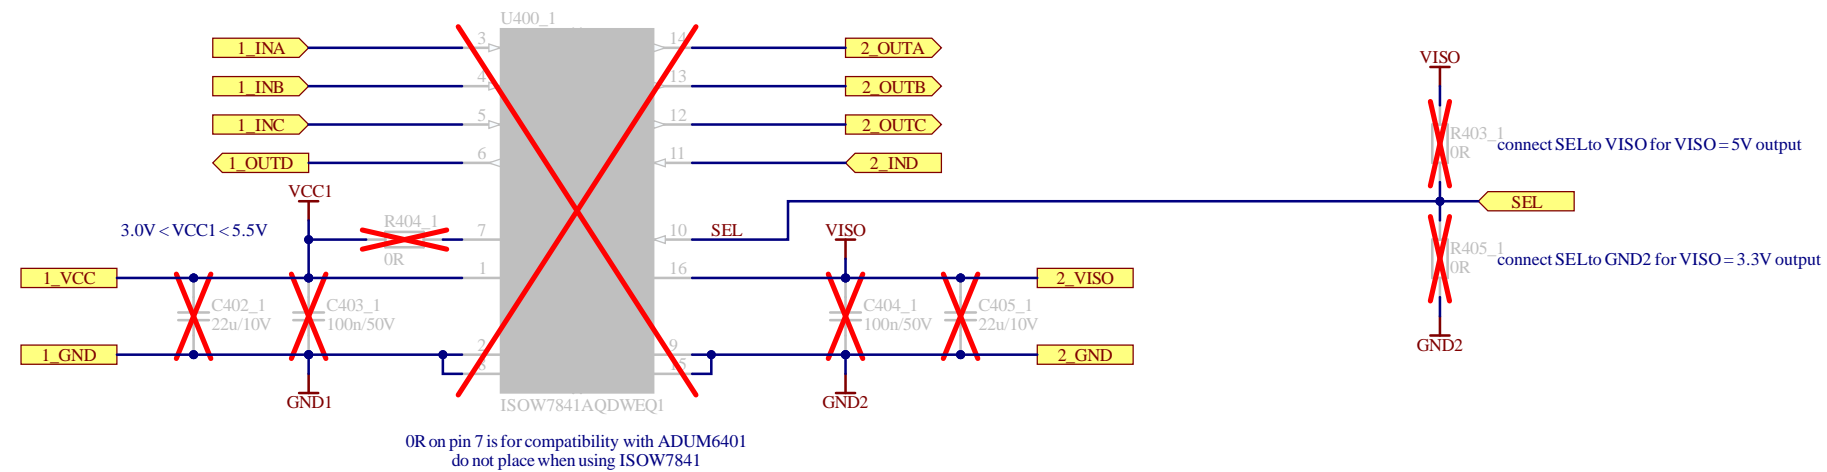 U400_1
1_INA
3
14
2_OUTA
1_INB
4
13
2_OUTB
1_INC
5
12
2_OUTC
1_OUTD
6
11
2_IND
VISO
R403_1
0R
connect SEL to VISO for VISO = 5V output
VCC1
3.0V < VCC1 < 5.5V
R404_1
0R
7
10
SEL
VISO
SEL
R405_1
0R
connect SEL to GND2 for VISO = 3.3V output
GND2
1_VCC
1
16
2_VISO
C402_1
22u/10V
C403_1
100n/50V
C404_1
100n/50V
C405_1
22u/10V
1_GND
2
9
2_GND
8
15
GND1
GND2
ISOW7841AQDWEQ1
0R on pin 7 is for compatibility with ADUM6401
do not place when using ISOW7841